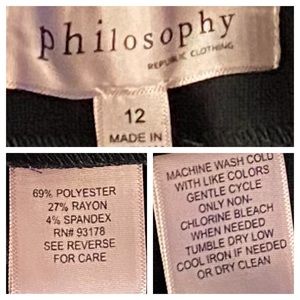 philosophy
REPUBLIC CLOTHING
12
MADE IN
69% POLYESTER
27% RAYON
4% SPANDEX
RN# 93178
SEE REVERSE
FOR CARE
MACHINE WASH COLD
WITH LIKE COLORS
GENTLE CYCLE
ONLY NON-
CHLORINE BLEACH
WHEN NEEDED
TUMBLE DRY LOW
COOL IRON IF NEEDED
OR DRY CLEAN